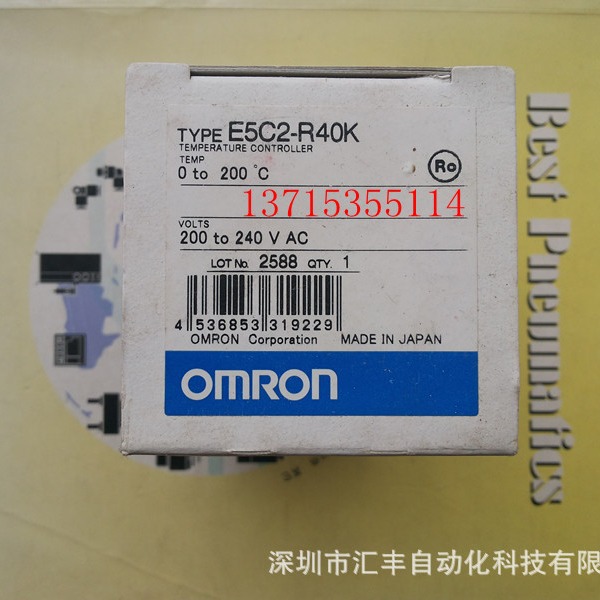 TYPE E5C2-R40K
TEMPERATURE CONTROLLER
TEMP
0 to 200 °C
Ro
13715355114
VOLTS
200 to 240 V AC
LOT No. 2588 QTY. 1
4 536853 319229
OMRON Corporation MADE IN JAPAN
OMRON
Best Pneumatics
深圳市汇丰自动化科技有限